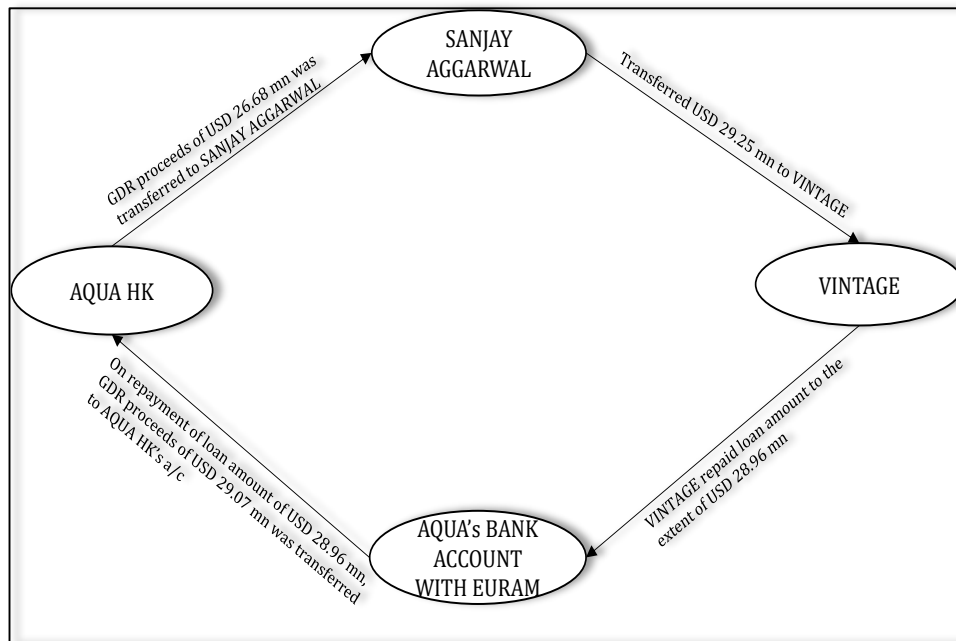 SANJAY
AGGARWAL
GDR proceeds of USD 26.68 mn was
transferred to SANJAY AGGARWAL
Transferred USD 29.25 mn to VINTAGE
AQUA HK
VINTAGE
On repayment of loan amount of USD 28.96 mn,
GDR proceeds of USD 29.07 mn was transferred
to AQUA HK's a/c
VINTAGE repaid loan amount to the
extent of USD 28.96 mn
AQUA's BANK
ACCOUNT
WITH EURAM